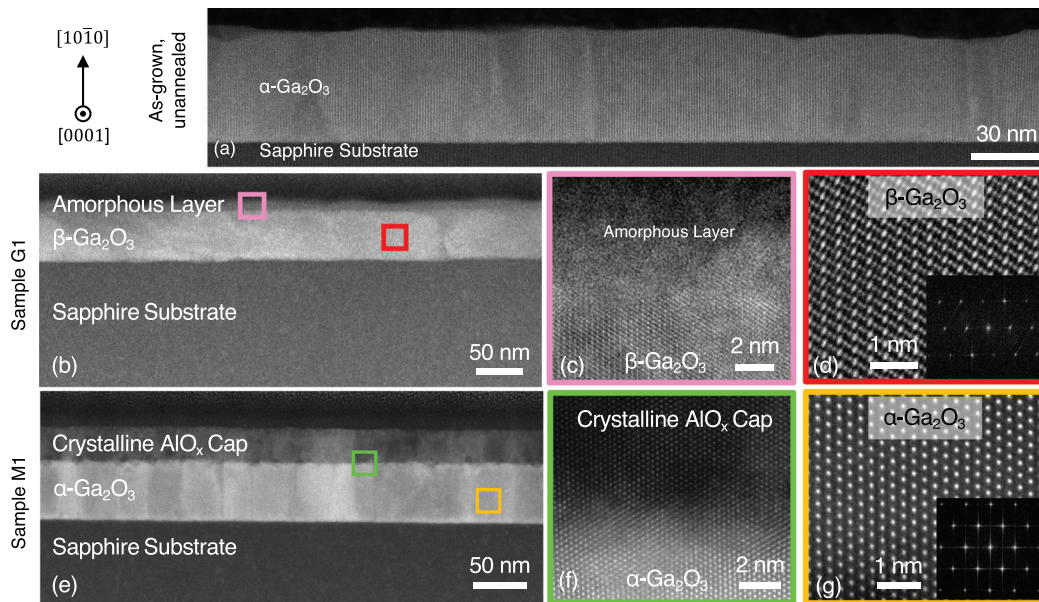 [101̅0]
[0001]
As-grown,
unannealed
α-Ga₂O₃
(a)
Sapphire Substrate
30 nm
Sample G1
Amorphous Layer
β-Ga₂O₃
Sapphire Substrate
(b)
50 nm
Amorphous Layer
(c)
β-Ga₂O₃
2 nm
β-Ga₂O₃
1 nm
(d)
Sample M1
Crystalline AlOₓ Cap
α-Ga₂O₃
Sapphire Substrate
(e)
50 nm
Crystalline AlOₓ Cap
(f)
α-Ga₂O₃
2 nm
α-Ga₂O₃
1 nm
(g)